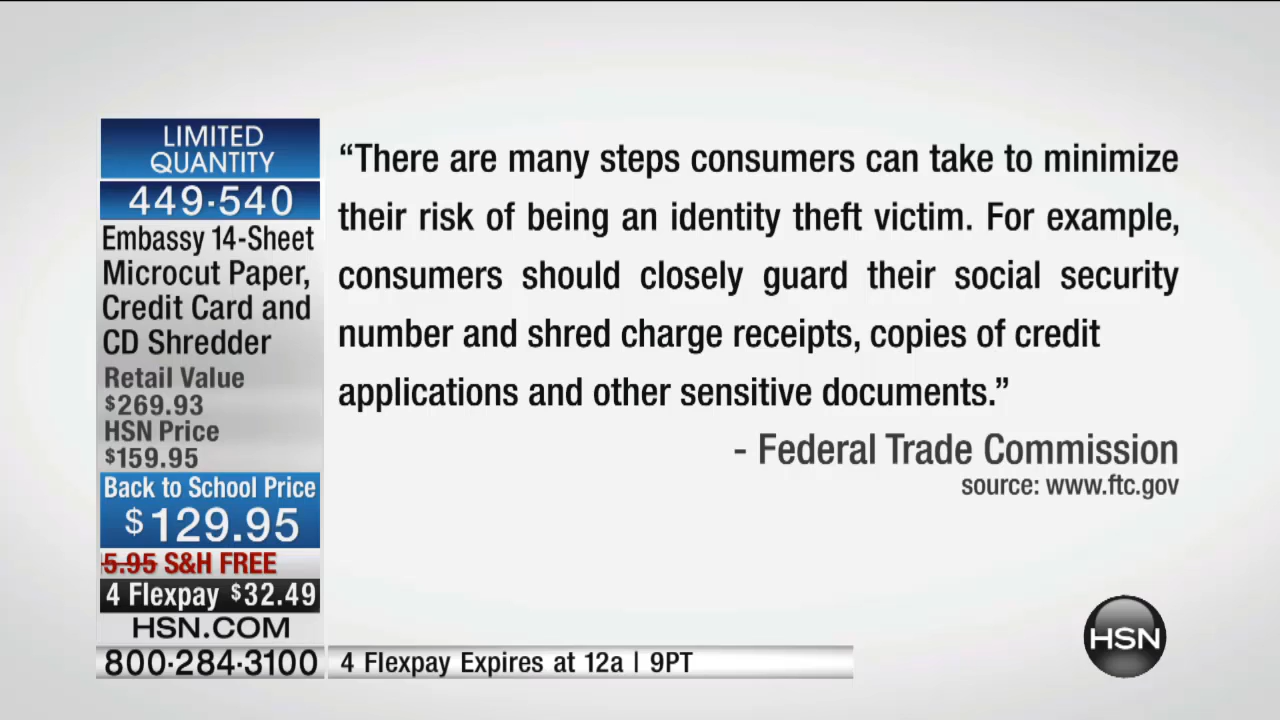 LIMITED
QUANTITY
449·540
Embassy 14-Sheet
Microcut Paper,
Credit Card and
CD Shredder
Retail Value
$269.93
HSN Price
$159.95
Back to School Price
$129.95
5.95 S&H FREE
4 Flexpay $32.49
HSN.COM
800·284·3100
“There are many steps consumers can take to minimize
their risk of being an identity theft victim. For example,
consumers should closely guard their social security
number and shred charge receipts, copies of credit
applications and other sensitive documents.”
- Federal Trade Commission
source: www.ftc.gov
4 Flexpay Expires at 12a | 9PT
HSN